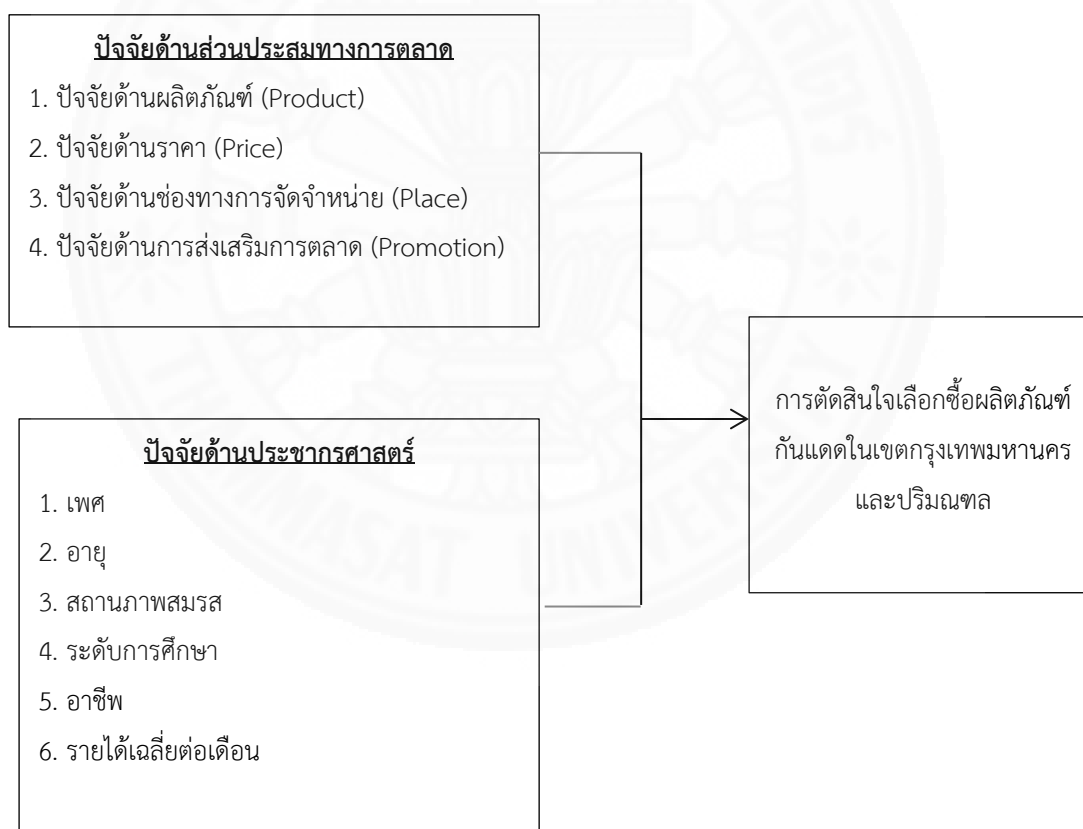 ปัจจัยด้านส่วนประสมทางการตลาด
1. ปัจจัยด้านผลิตภัณฑ์ (Product)
2. ปัจจัยด้านราคา (Price)
3. ปัจจัยด้านช่องทางการจัดจำหน่าย (Place)
4. ปัจจัยด้านการส่งเสริมการตลาด (Promotion)
ปัจจัยด้านประชากรศาสตร์
1. เพศ
2. อายุ
3. สถานภาพสมรส
4. ระดับการศึกษา
5. อาชีพ
6. รายได้เฉลี่ยต่อเดือน
การตัดสินใจเลือกซื้อผลิตภัณฑ์
กันแดดในเขตกรุงเทพมหานคร
และปริมณฑล
THAMMASAT UNIVERSITY